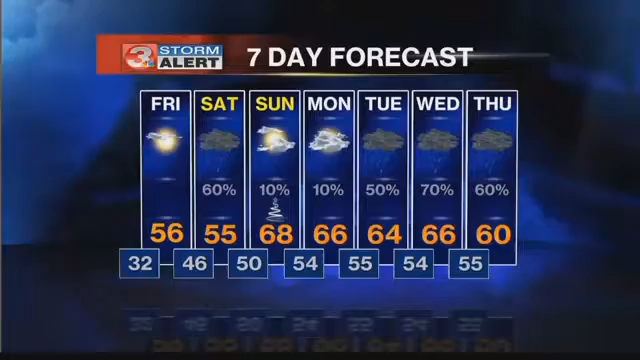 3 STORM ALERT 7 DAY FORECAST
FRI SAT SUN MON TUE WED THU
60% 10% 10% 50% 70% 60%
56 55 68 66 64 66 60
32 46 50 54 55 54 55